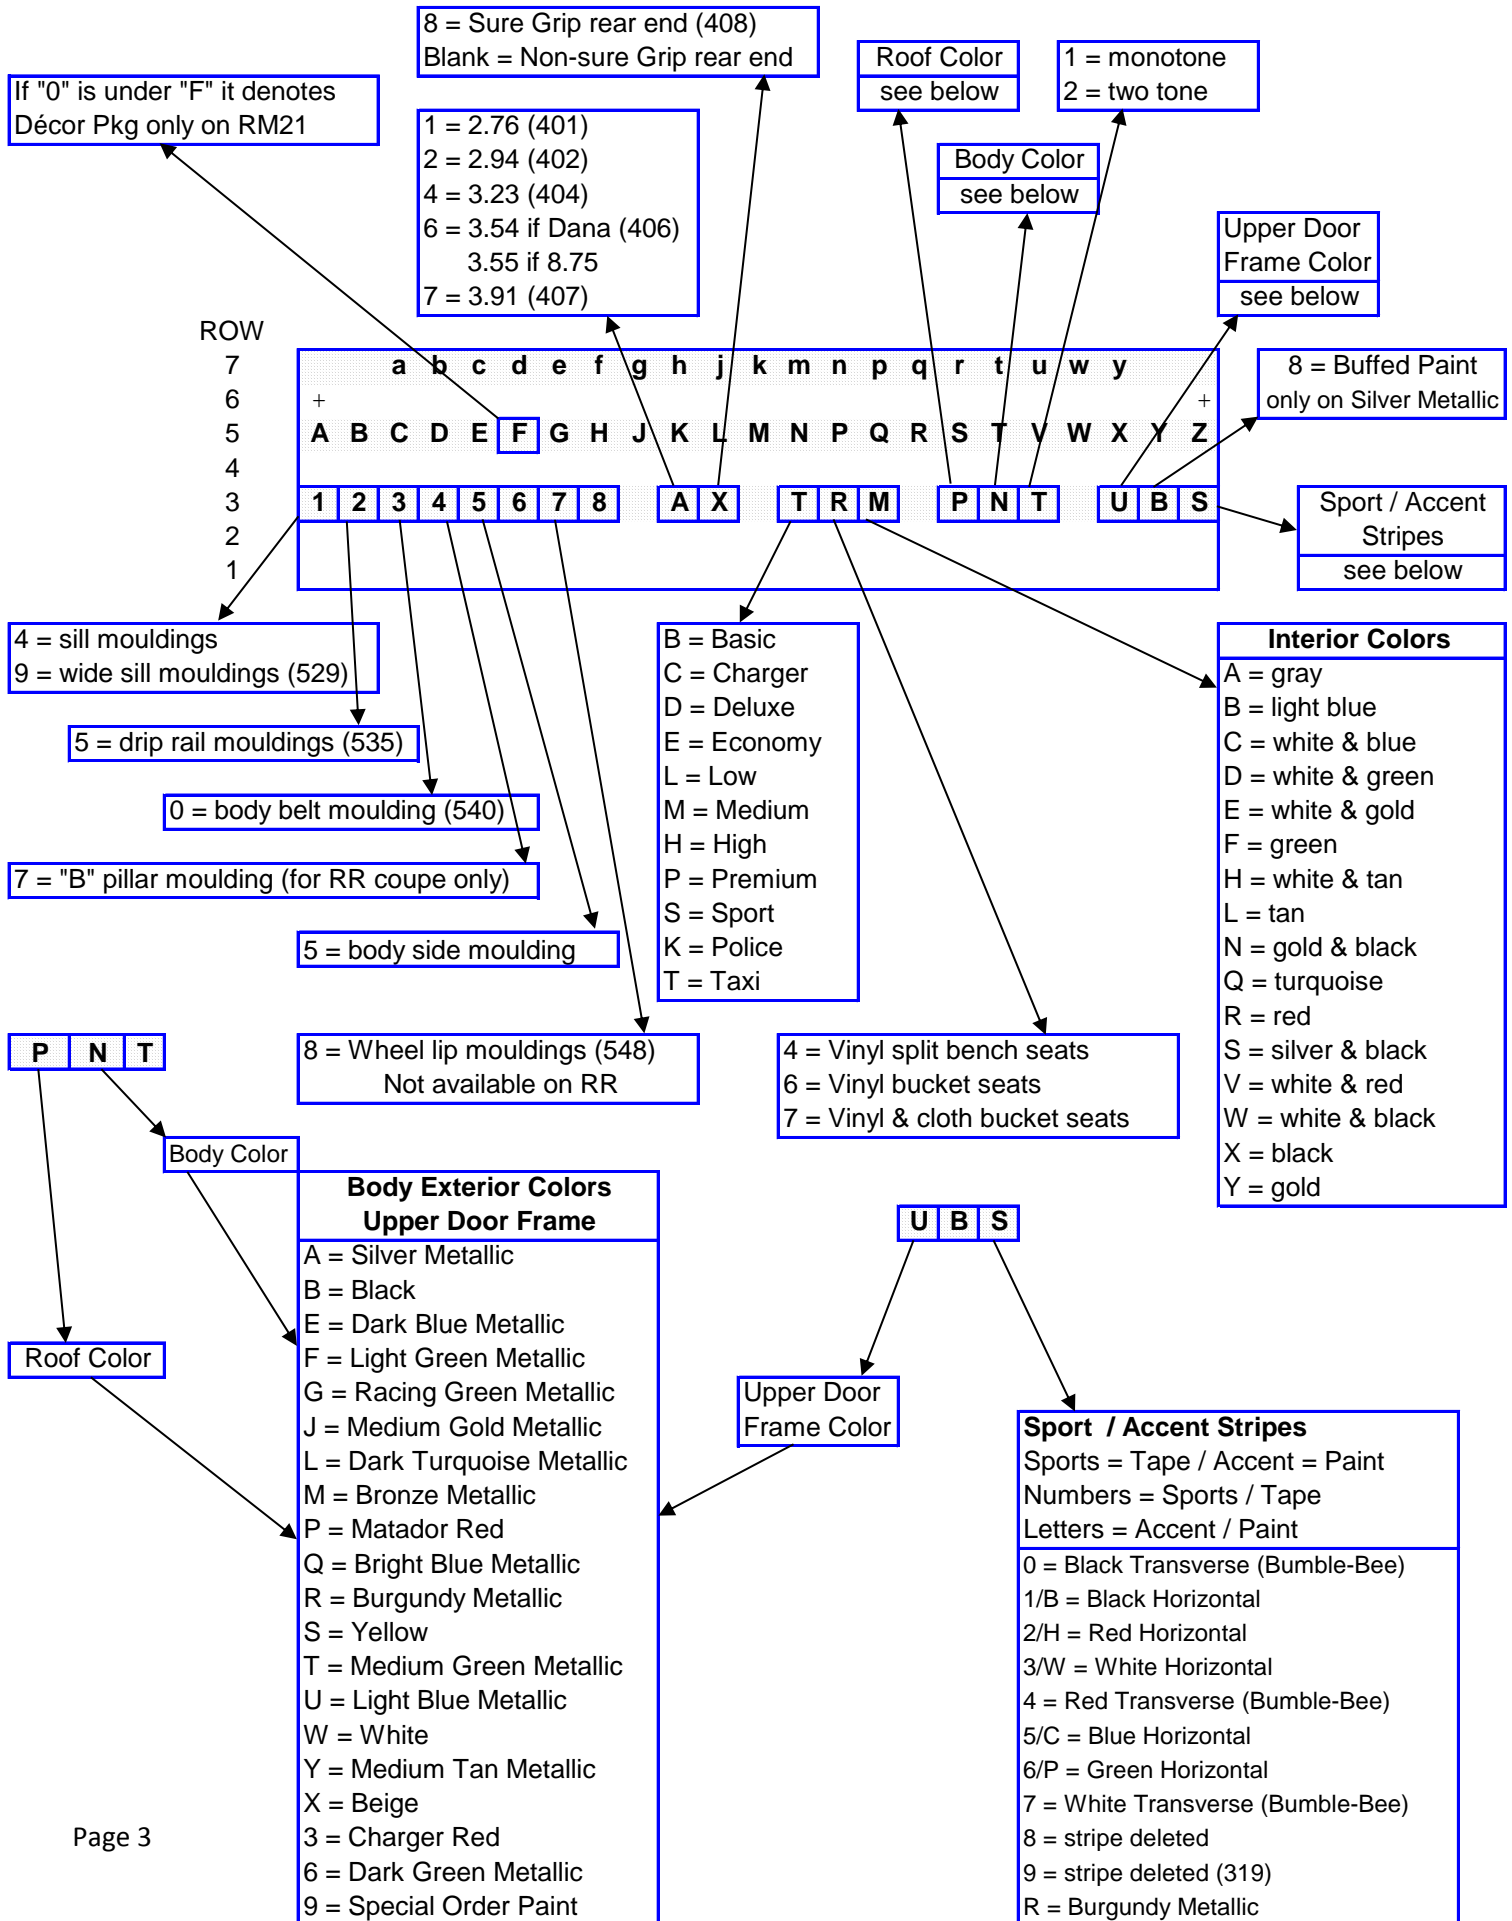 8 = Sure Grip rear end (408)
Blank = Non-sure Grip rear end
Roof Color
see below
1 = monotone
2 = two tone
If "0" is under "F" it denotes
Décor Pkg only on RM21
1 = 2.76 (401)
2 = 2.94 (402)
4 = 3.23 (404)
6 = 3.54 if Dana (406)
3.55 if 8.75
7 = 3.91 (407)
Body Color
see below
Upper Door
Frame Color
see below
8 = Buffed Paint
only on Silver Metallic
ROW
7 a b c d e f g h j k m n p q r t u w y
6 + +
5 A B C D E F G H J K L M N P Q R S T V W X Y Z
4
3 1 2 3 4 5 6 7 8 A X T R M P N T U B S
2
1
Sport / Accent
Stripes
see below
4 = sill mouldings
9 = wide sill mouldings (529)
5 = drip rail mouldings (535)
0 = body belt moulding (540)
7 = "B" pillar moulding (for RR coupe only)
5 = body side moulding
B = Basic
C = Charger
D = Deluxe
E = Economy
L = Low
M = Medium
H = High
P = Premium
S = Sport
K = Police
T = Taxi
Interior Colors
A = gray
B = light blue
C = white & blue
D = white & green
E = white & gold
F = green
H = white & tan
L = tan
N = gold & black
Q = turquoise
R = red
S = silver & black
V = white & red
W = white & black
X = black
Y = gold
P N T
8 = Wheel lip mouldings (548)
Not available on RR
4 = Vinyl split bench seats
6 = Vinyl bucket seats
7 = Vinyl & cloth bucket seats
Body Color
Roof Color
Body Exterior Colors
Upper Door Frame
A = Silver Metallic
B = Black
E = Dark Blue Metallic
F = Light Green Metallic
G = Racing Green Metallic
J = Medium Gold Metallic
L = Dark Turquoise Metallic
M = Bronze Metallic
P = Matador Red
Q = Bright Blue Metallic
R = Burgundy Metallic
S = Yellow
T = Medium Green Metallic
U = Light Blue Metallic
W = White
Y = Medium Tan Metallic
X = Beige
3 = Charger Red
6 = Dark Green Metallic
9 = Special Order Paint
U B S
Upper Door
Frame Color
Sport / Accent Stripes
Sports = Tape / Accent = Paint
Numbers = Sports / Tape
Letters = Accent / Paint
0 = Black Transverse (Bumble-Bee)
1/B = Black Horizontal
2/H = Red Horizontal
3/W = White Horizontal
4 = Red Transverse (Bumble-Bee)
5/C = Blue Horizontal
6/P = Green Horizontal
7 = White Transverse (Bumble-Bee)
8 = stripe deleted
9 = stripe deleted (319)
R = Burgundy Metallic
Page 3